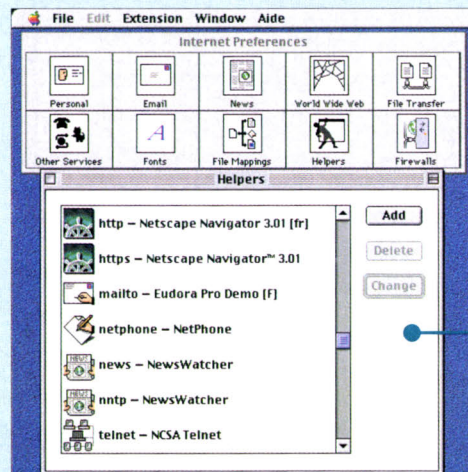 File Edit Extension Window Aide
Internet Preferences
Personal Email News World Wide Web File Transfer
Other Services Fonts File Mappings Helpers Firewalls
Helpers
http – Netscape Navigator 3.01 [fr]
https – Netscape Navigator™ 3.01
mailto – Eudora Pro Demo [F]
netphone – NetPhone
news – NewsWatcher
nntp – NewsWatcher
telnet – NCSA Telnet
Add
Delete
Change